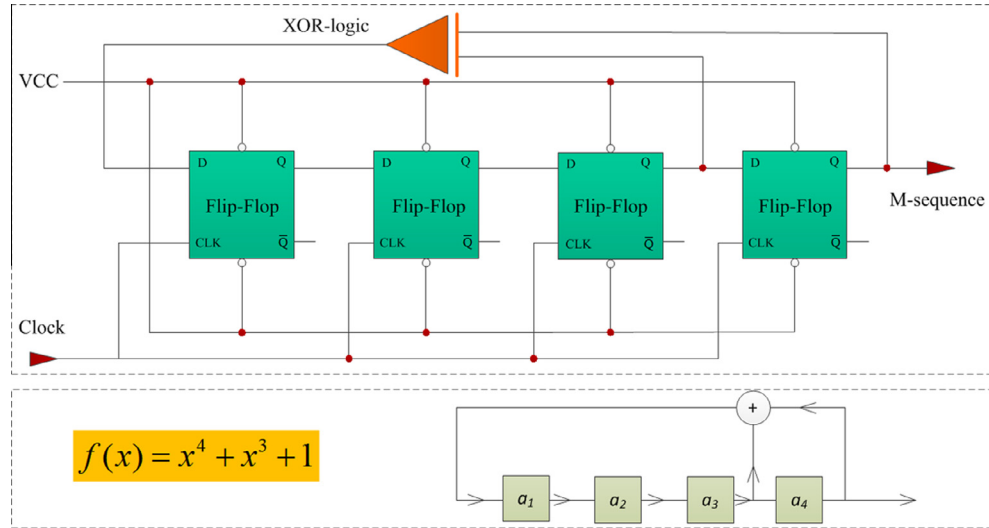 XOR-logic
VCC
D Q D Q D Q D Q
Flip-Flop Flip-Flop Flip-Flop Flip-Flop
M-sequence
CLK Q̅ CLK Q̅ CLK Q̅ CLK Q̅
Clock
f(x) = x⁴ + x³ + 1
+
a₁ a₂ a₃ a₄